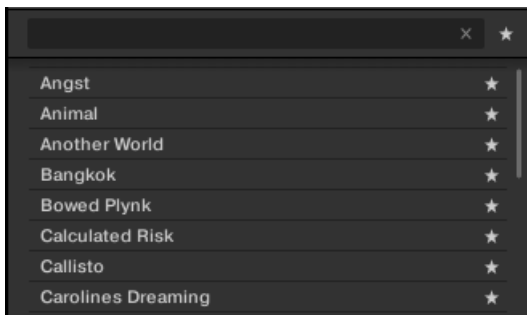 Angst
Animal
Another World
Bangkok
Bowed Plynk
Calculated Risk
Callisto
Carolines Dreaming